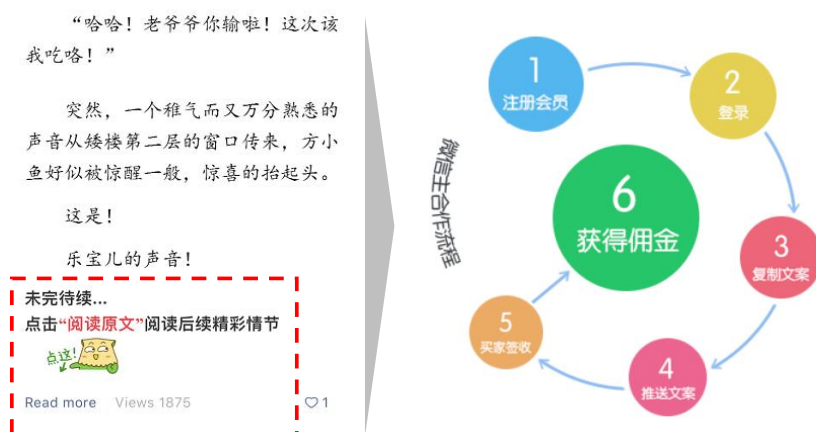 “哈哈！老爷爷你输啦！这次该
我吃咯！”
突然，一个稚气而又万分熟悉的
声音从矮楼第二层的窗口传来，方小
鱼好似被惊醒一般，惊喜的抬起头。
这是！
乐宝儿的声音！
未完待续...
点击“阅读原文”阅读后续精彩情节
点这!
Read more Views 1875 1
微信主合作流程
1
注册会员
2
登录
3
复制文案
4
推送文案
5
买家签收
6
获得佣金